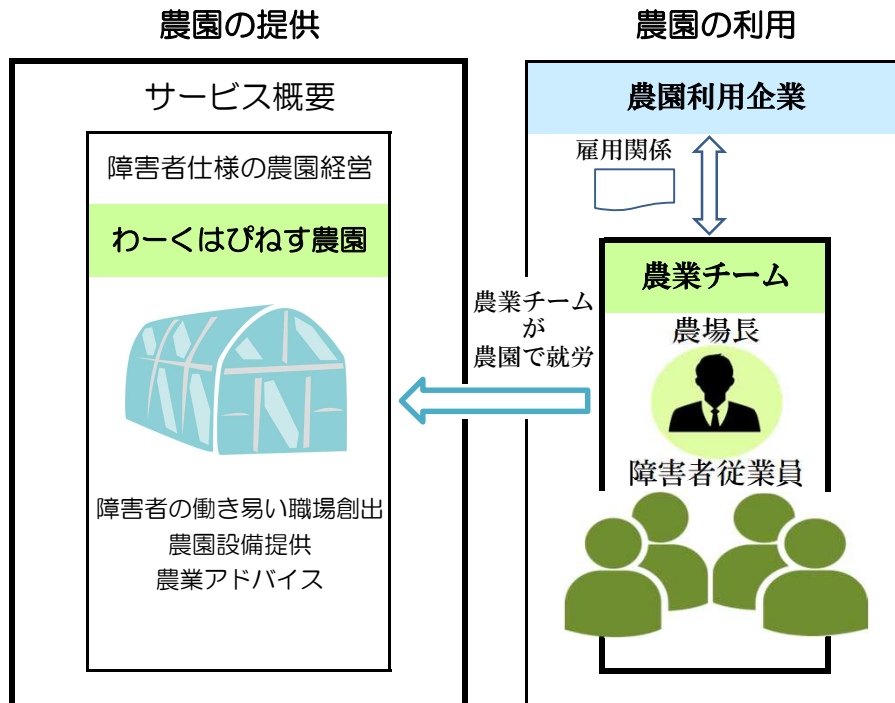 農園の提供
サービス概要
障害者仕様の農園経営
わーくはぴねす農園
障害者の働き易い職場創出
農園設備提供
農業アドバイス
農園の利用
農園利用企業
雇用関係
農業チーム
が
農園で就労
農業チーム
農場長
障害者従業員